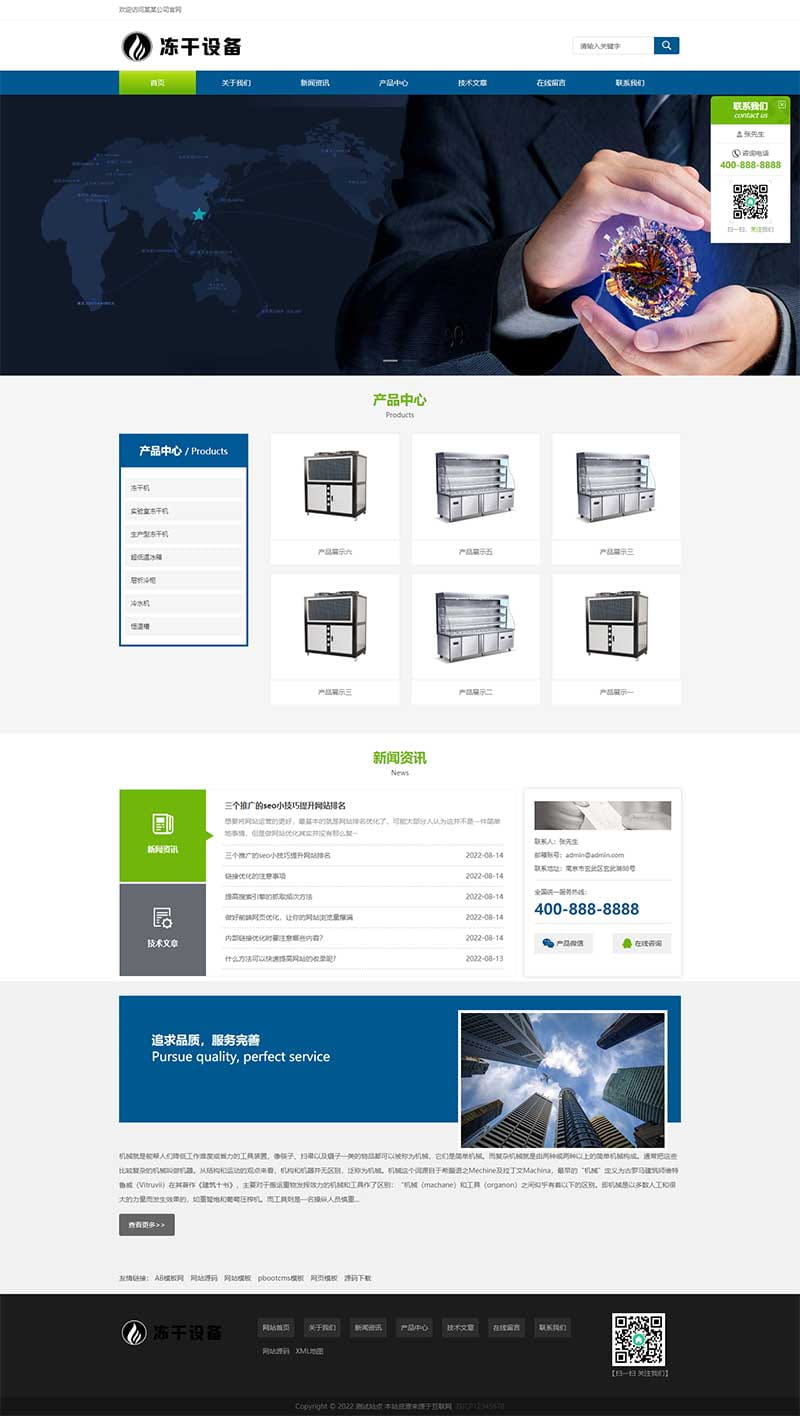 欢迎访问某某公司官网
冻干设备
请输入关键字
首页 关于我们 新闻资讯 产品中心 技术文章 在线留言 联系我们
联系我们
contact us
张先生
咨询电话
400-888-8888
扫一扫，关注我们
产品中心
Products
产品中心 / Products
冻干机
实验室冻干机
生产型冻干机
超低温冰箱
层析冷柜
冷水机
恒温槽
产品展示六 产品展示五 产品展示三
产品展示三 产品展示二 产品展示一
新闻资讯
News
新闻资讯
技术文章
三个推广的seo小技巧提升网站排名
想要将网站运营的更好，最基本的就是网站排名优化了，可能大部分人认为这并不是一件简单
地事情，但是做网站优化其实并没有那么复···
三个推广的seo小技巧提升网站排名 2022-08-14
链接优化的注意事项 2022-08-14
提高搜索引擎的抓取频次方法 2022-08-14
做好前端网页优化，让你的网站浏览量爆满 2022-08-14
内部链接优化时要注意哪些内容？ 2022-08-14
什么方法可以快速提高网站的收录呢？ 2022-08-13
联系人：张先生
邮箱账号：admin@admin.com
联系地址：南京市玄武区玄武湖88号
全国统一服务热线：
400-888-8888
产品微信 在线咨询
追求品质，服务完善
Pursue quality, perfect service
机械就是能帮人们降低工作难度或省力的工具装置，像筷子、扫帚以及镊子一类的物品都可以被称为机械，它们是简单机械。而复杂机械就是由两种或两种以上的简单机械构成。通常把这些
比较复杂的机械叫做机器。从结构和运动的观点来看，机构和机器并无区别，泛称为机械。机械这个词源自于希腊语之Mechine及拉丁文Machina，最早的“机械”定义为古罗马建筑师维特
鲁威（Vitruvii）在其著作《建筑十书》，主要对于搬运重物发挥效力的机械和工具作了区别：“机械（machane）和工具（organon）之间似乎有着以下的区别。即机械是以多数人工和很
大的力量而发生效果的，如重弩炮和葡萄压榨机。而工具则是一名操纵人员慎重...
查看更多>>
友情链接： AB模板网 网站源码 网站模板 pbootcms模板 网页模板 源码下载
冻干设备
网站首页 关于我们 新闻资讯 产品中心 技术文章 在线留言 联系我们
网站源码 XML地图
【扫一扫 关注我们】
Copyright © 2022 测试站点 本站资源来源于互联网 苏ICP12345678